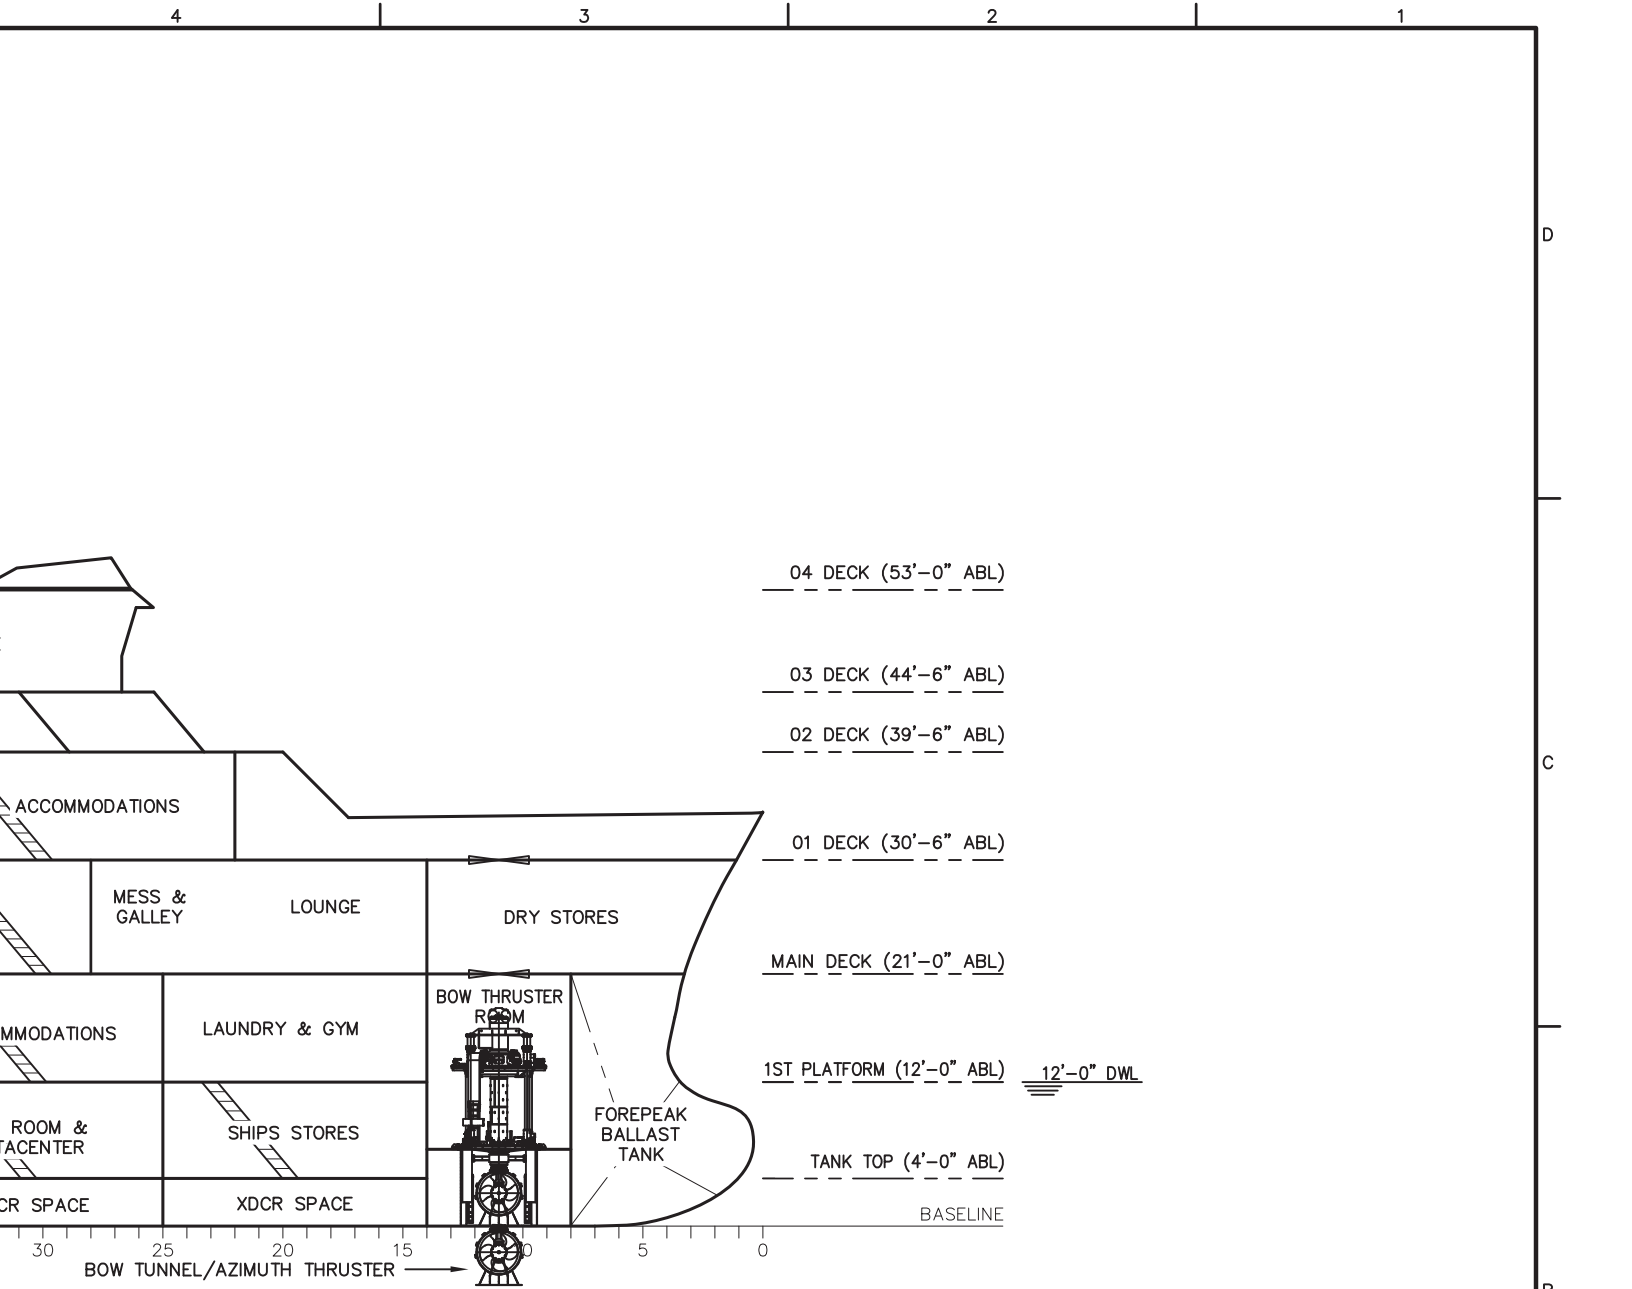 4
3
2
1
D
04 DECK (53'-0" ABL)
03 DECK (44'-6" ABL)
02 DECK (39'-6" ABL)
C
ACCOMMODATIONS
01 DECK (30'-6" ABL)
MESS &
GALLEY
LOUNGE
DRY STORES
MAIN DECK (21'-0" ABL)
BOW THRUSTER
ROOM
MMODATIONS
LAUNDRY & GYM
1ST PLATFORM (12'-0" ABL)
12'-0" DWL
ROOM &
TACENTER
SHIPS STORES
FOREPEAK
BALLAST
TANK
TANK TOP (4'-0" ABL)
CR SPACE
XDCR SPACE
BASELINE
30
25
20
15
0
5
0
BOW TUNNEL/AZIMUTH THRUSTER